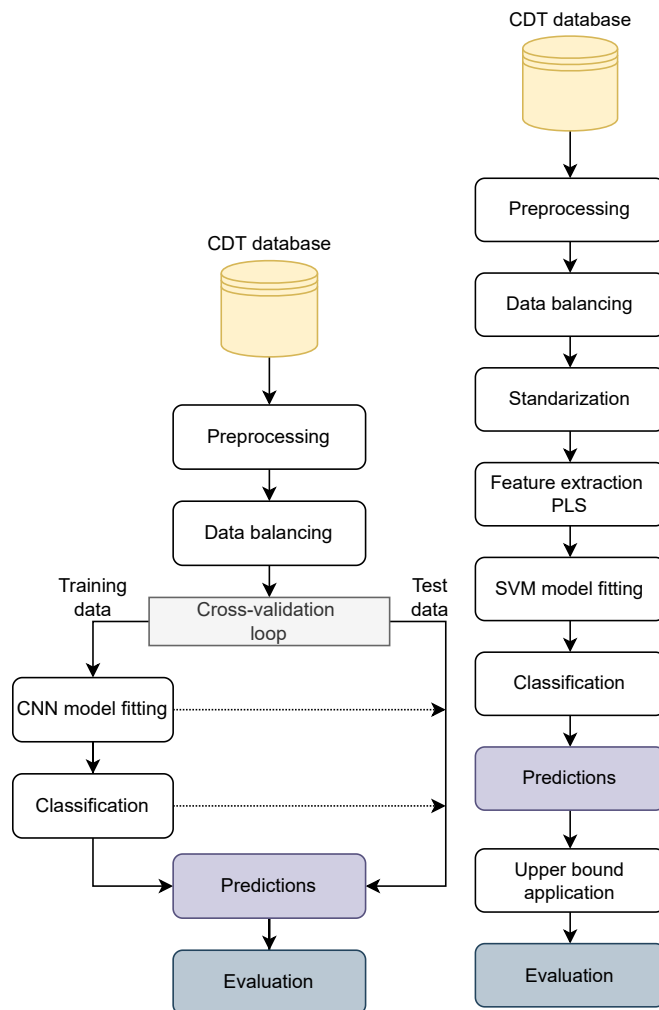 CDT database
Preprocessing
Data balancing
Training
data
Test
data
Cross-validation
loop
CNN model fitting
Classification
Predictions
Evaluation
CDT database
Preprocessing
Data balancing
Standarization
Feature extraction
PLS
SVM model fitting
Classification
Predictions
Upper bound
application
Evaluation